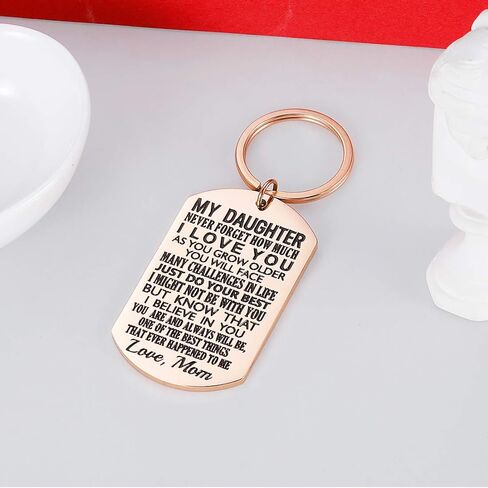 MY DAUGHTER
NEVER FORGET HOW MUCH
I LOVE YOU
AS YOU GROW OLDER
YOU WILL FACE
MANY CHALLENGES IN LIFE
JUST DO YOUR BEST
I MIGHT NOT BE WITH YOU
BUT KNOW THAT
I BELIEVE IN YOU
YOU ARE AND ALWAYS WILL BE,
ONE OF THE BEST THINGS
THAT EVER HAPPENED TO ME
Love, Mom